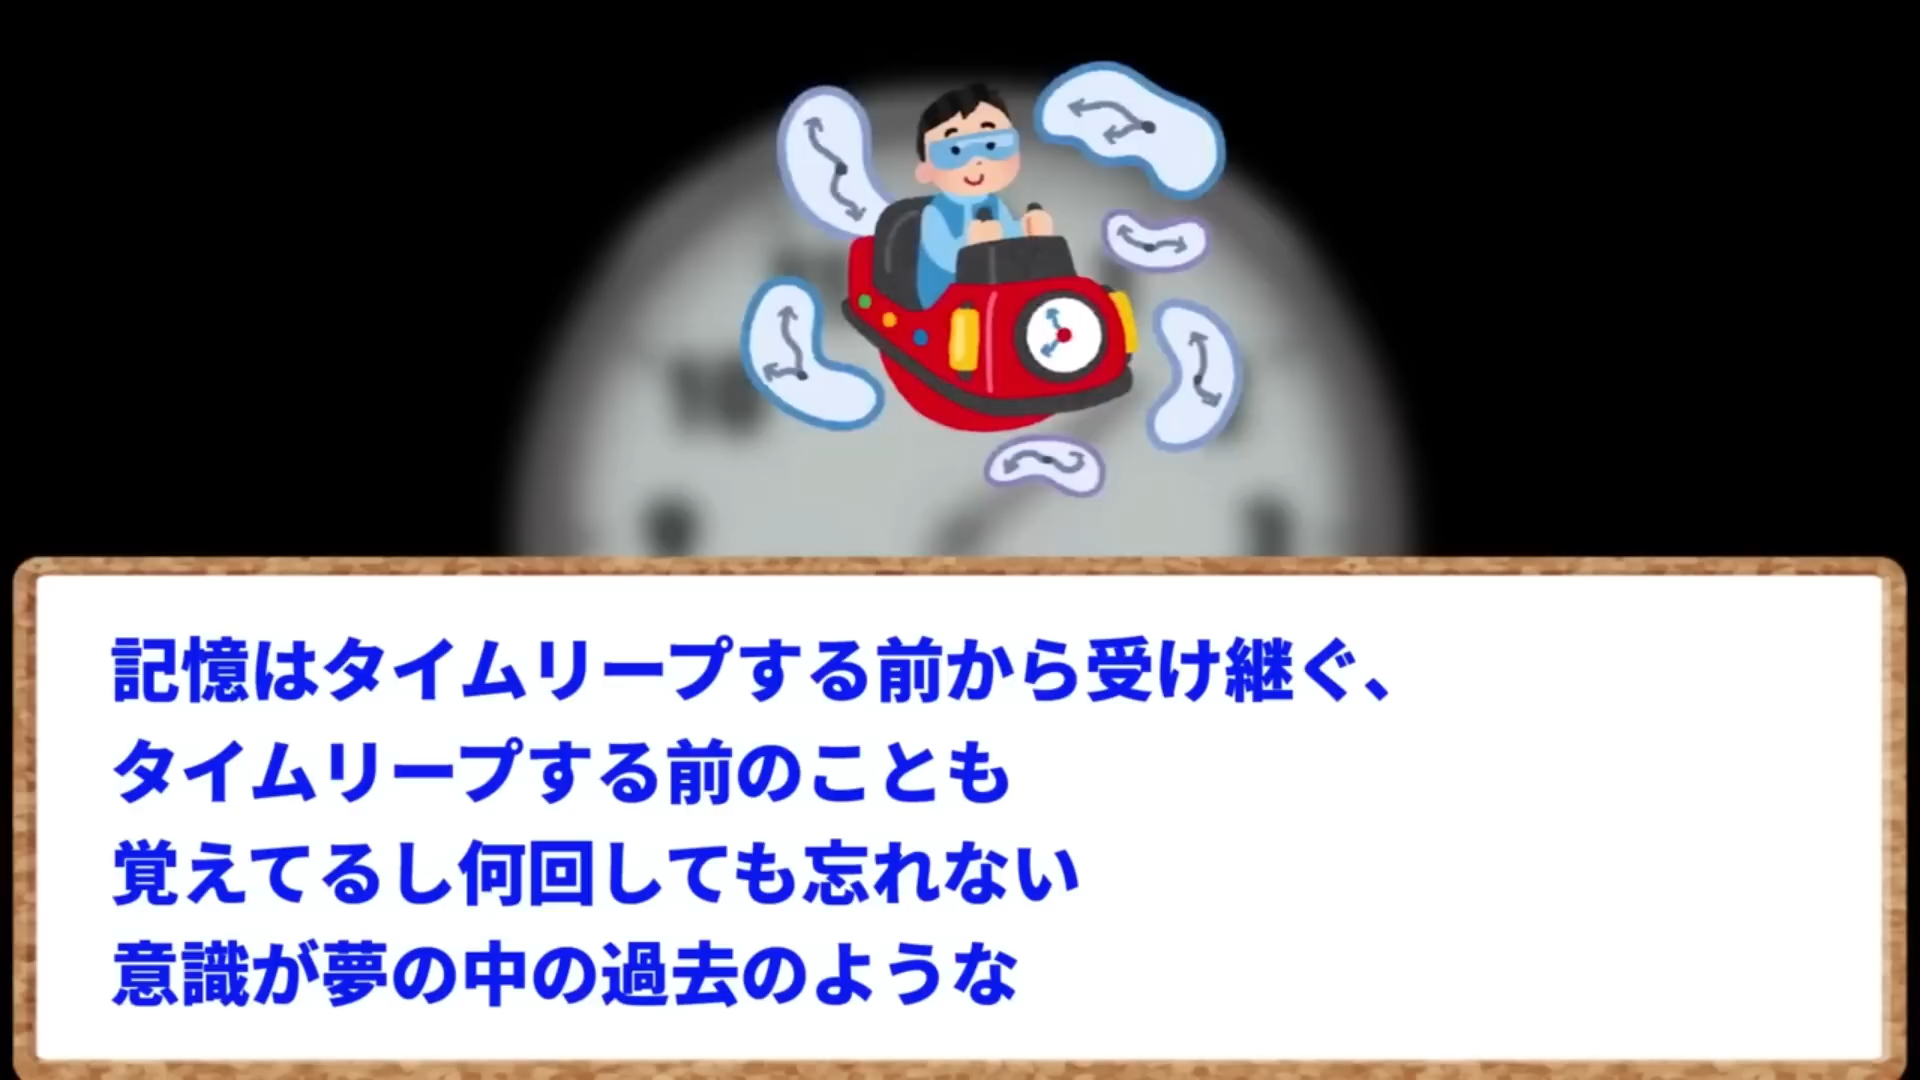 記憶はタイムリープする前から受け継ぐ、
タイムリープする前のことも
覚えてるし何回しても忘れない
意識が夢の中の過去のような